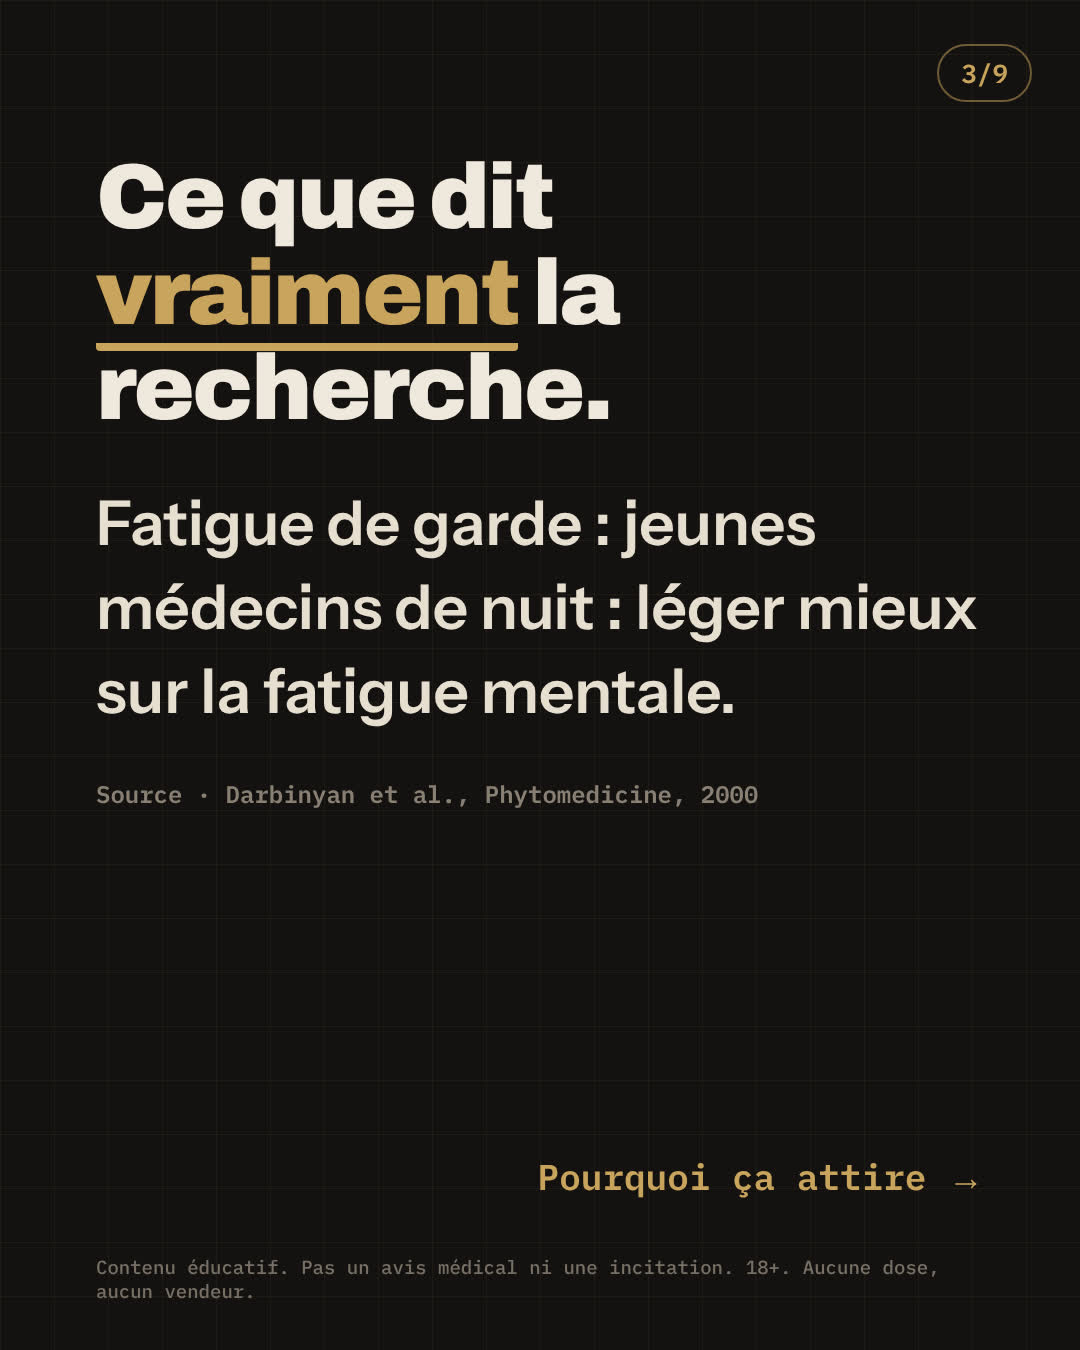 3/9
Ce que dit
vraiment la
recherche.
Fatigue de garde : jeunes
médecins de nuit : léger mieux
sur la fatigue mentale.
Source · Darbinyan et al., Phytomedicine, 2000
Pourquoi ça attire →
Contenu éducatif. Pas un avis médical ni une incitation. 18+. Aucune dose,
aucun vendeur.